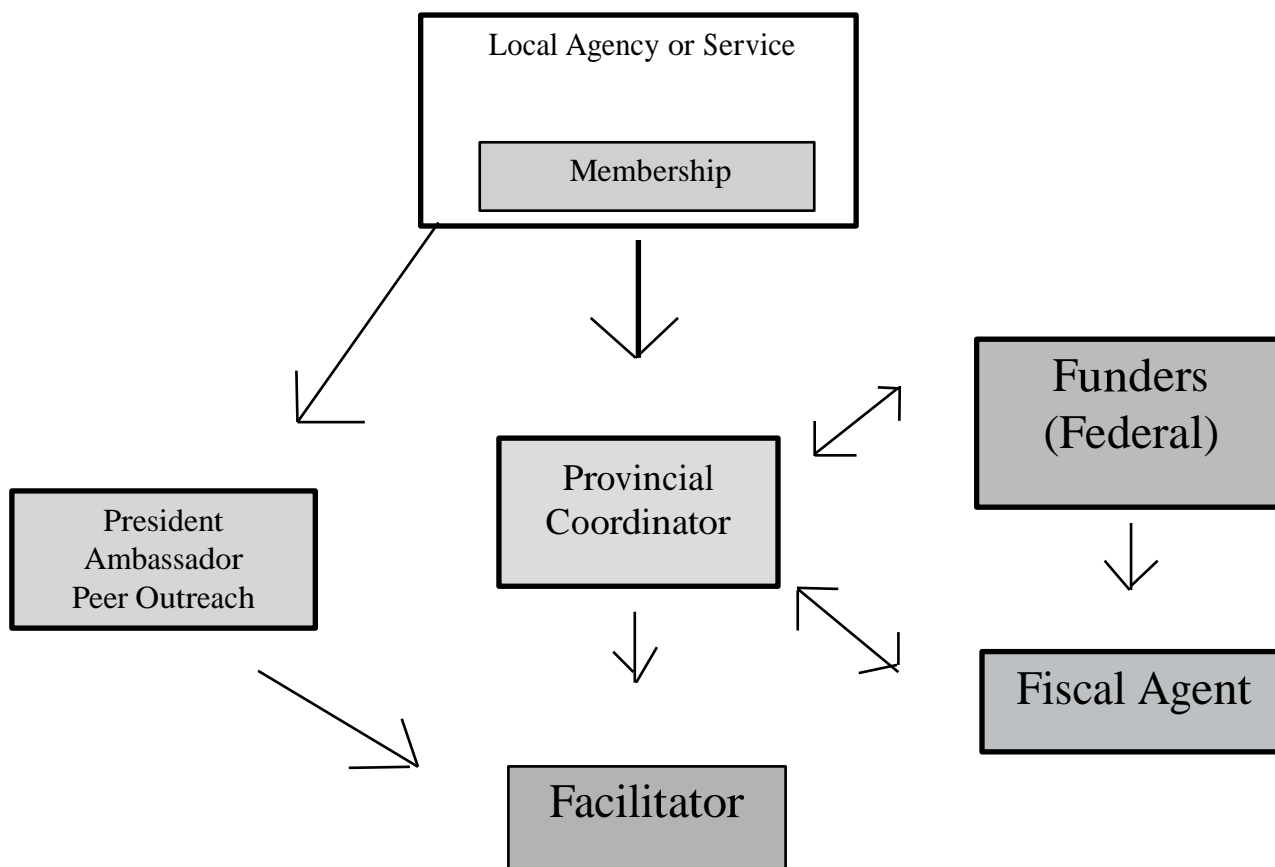 Local Agency or Service
Membership
Funders
(Federal)
Provincial
Coordinator
President
Ambassador
Peer Outreach
Fiscal Agent
Facilitator